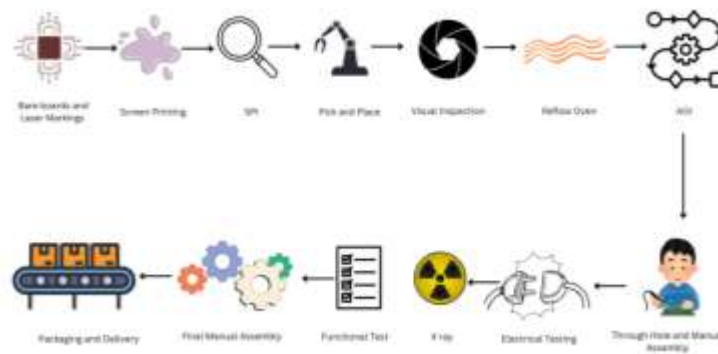 Bare boards and
Laser Markings
Screen Printing
SPI
Pick and Place
Visual Inspection
Reflow Oven
AOI
Packaging and Delivery
Final Manual Assembly
Functional Test
X ray
Electrical Testing
Through Hole and Manual
Assembly